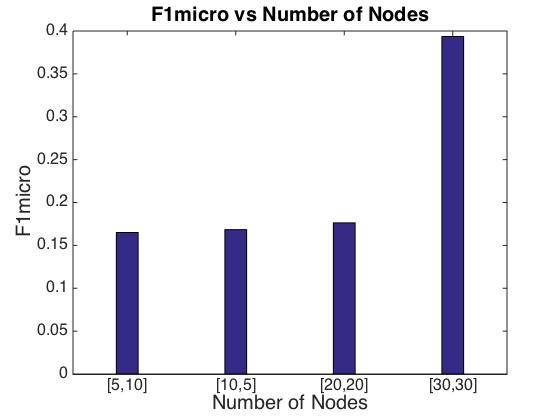 F1micro vs Number of Nodes
0.4
0.35
0.3
0.25
0.2
0.15
0.1
0.05
0
F1micro
[5,10] [10,5] [20,20] [30,30]
Number of Nodes